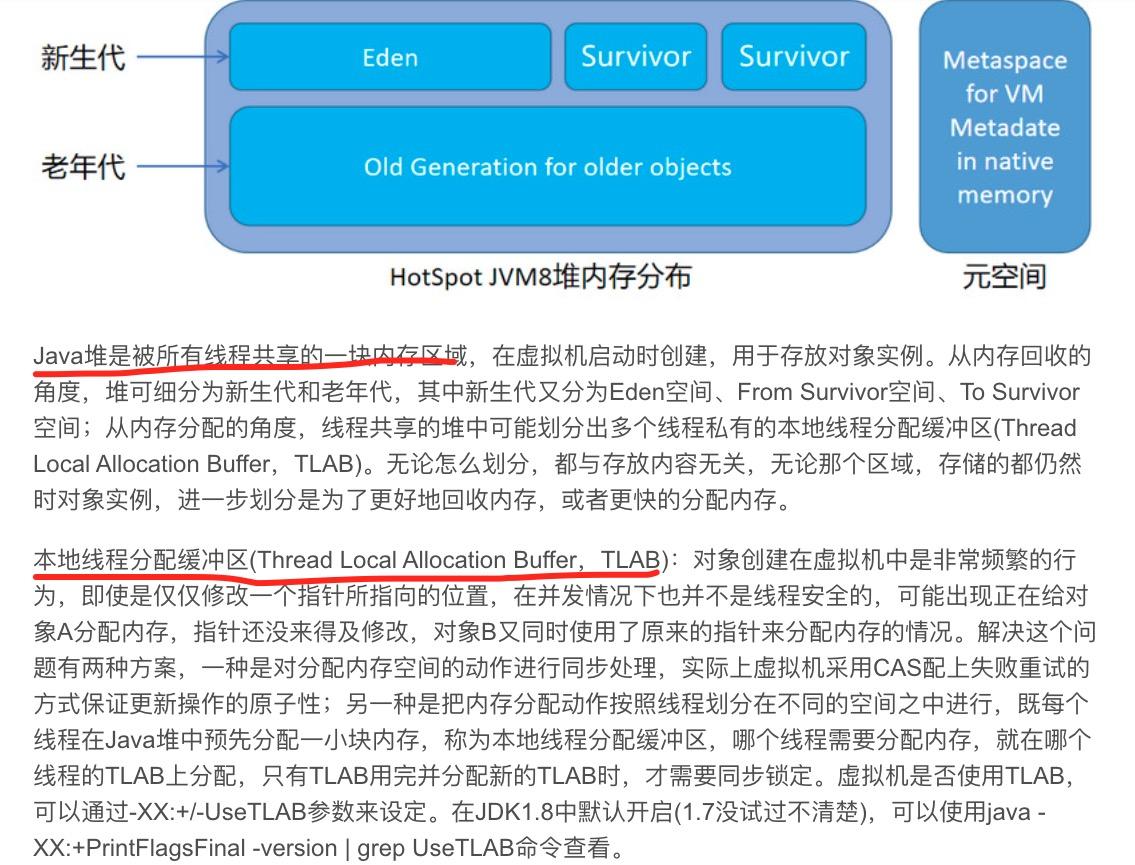 新生代
Eden
Survivor
Survivor
老年代
Old Generation for older objects
Metaspace
for VM
Metadate
in native
memory
HotSpot JVM8堆内存分布
元空间
Java堆是被所有线程共享的一块内存区域，在虚拟机启动时创建，用于存放对象实例。从内存回收的
角度，堆可细分为新生代和老年代，其中新生代又分为Eden空间、From Survivor空间、To Survivor
空间；从内存分配的角度，线程共享的堆中可能划分出多个线程私有的本地线程分配缓冲区(Thread
Local Allocation Buffer，TLAB)。无论怎么划分，都与存放内容无关，无论那个区域，存储的都仍然
时对象实例，进一步划分是为了更好地回收内存，或者更快的分配内存。
本地线程分配缓冲区(Thread Local Allocation Buffer，TLAB)：对象创建在虚拟机中是非常频繁的行
为，即使是仅仅修改一个指针所指向的位置，在并发情况下也并不是线程安全的，可能出现正在给对
象A分配内存，指针还没来得及修改，对象B又同时使用了原来的指针来分配内存的情况。解决这个问
题有两种方案，一种是对分配内存空间的动作进行同步处理，实际上虚拟机采用CAS配上失败重试的
方式保证更新操作的原子性；另一种是把内存分配动作按照线程划分在不同的空间之中进行，既每个
线程在Java堆中预先分配一小块内存，称为本地线程分配缓冲区，哪个线程需要分配内存，就在哪个
线程的TLAB上分配，只有TLAB用完并分配新的TLAB时，才需要同步锁定。虚拟机是否使用TLAB，
可以通过-XX:+/-UseTLAB参数来设定。在JDK1.8中默认开启(1.7没试过不清楚)，可以使用java -
XX:+PrintFlagsFinal -version | grep UseTLAB命令查看。